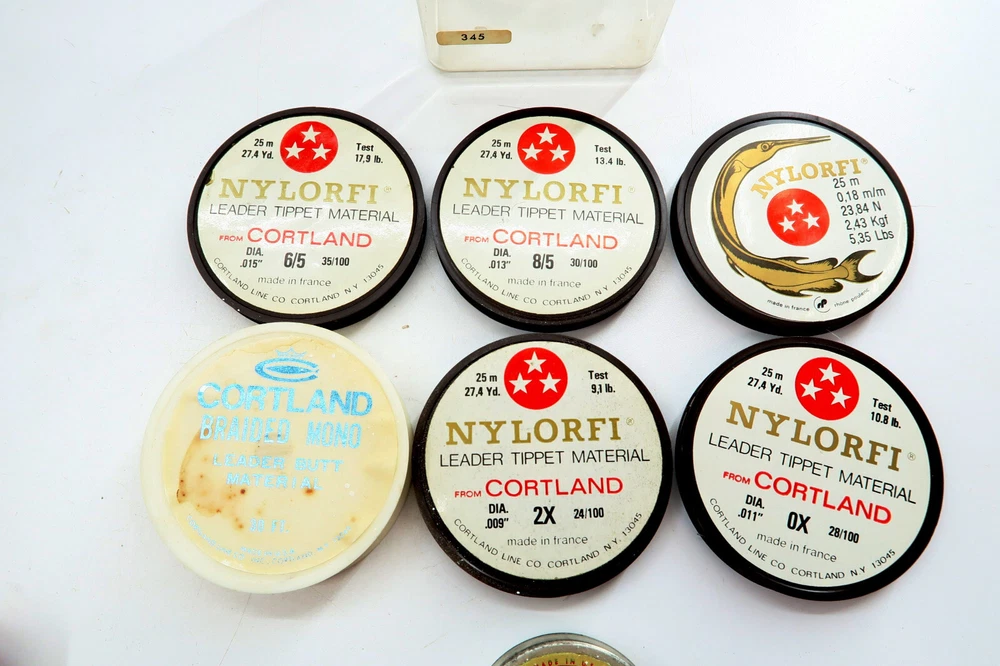 345
25 m
27,4 Yd.
Test
17,9 lb.
NYLORFI®
LEADER TIPPET MATERIAL
FROM CORTLAND
DIA.
.015" 6/5 35/100
made in france
CORTLAND LINE CO CORTLAND N.Y. 13045
25 m
27,4 Yd.
Test
13.4 lb.
NYLORFI®
LEADER TIPPET MATERIAL
FROM CORTLAND
DIA.
.013" 8/5 30/100
made in france
CORTLAND LINE CO CORTLAND N.Y. 13045
NYLORFI®
25 m
0,18 m/m
23,84 N
2,43 Kgf
5,35 Lbs
made in france
CORTLAND
BRAIDED MONO
LEADER BUTT
MATERIAL
25 m
27,4 Yd.
Test
9,1 lb.
NYLORFI®
LEADER TIPPET MATERIAL
FROM CORTLAND
DIA.
.009" 2X 24/100
made in france
CORTLAND LINE CO CORTLAND N.Y. 13045
25 m
27,4 Yd.
Test
10.8 lb.
NYLORFI®
LEADER TIPPET MATERIAL
FROM CORTLAND
DIA.
.011" 0X 28/100
made in france
CORTLAND LINE CO CORTLAND N.Y. 13045